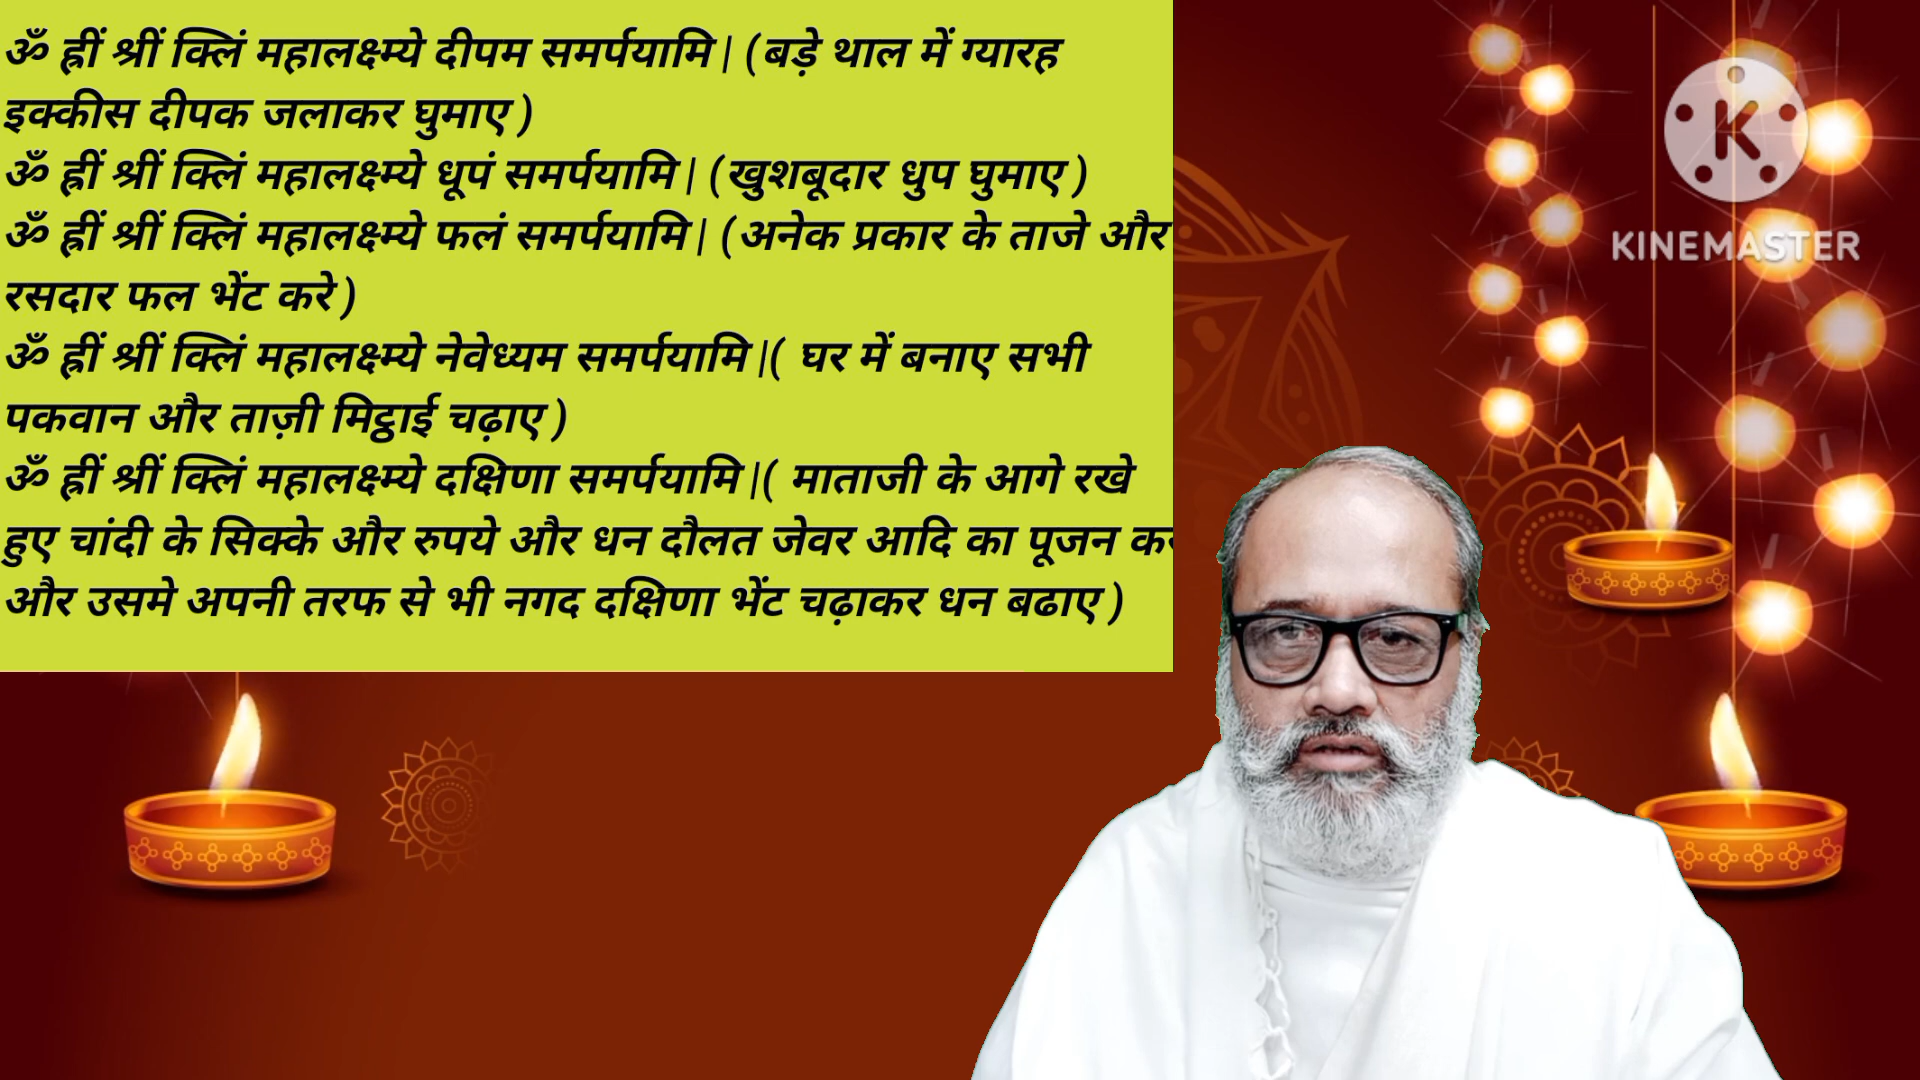 ॐ ह्रीं श्रीं क्लिं महालक्ष्म्ये दीपम समर्पयामि | (बड़े थाल में ग्यारह
इक्कीस दीपक जलाकर घुमाए )
ॐ ह्रीं श्रीं क्लिं महालक्ष्म्ये धूपं समर्पयामि | (खुशबूदार धुप घुमाए )
ॐ ह्रीं श्रीं क्लिं महालक्ष्म्ये फलं समर्पयामि | (अनेक प्रकार के ताजे और
रसदार फल भेंट करे )
ॐ ह्रीं श्रीं क्लिं महालक्ष्म्ये नेवेध्यम समर्पयामि |( घर में बनाए सभी
पकवान और ताज़ी मिट्ठाई चढ़ाए )
ॐ ह्रीं श्रीं क्लिं महालक्ष्म्ये दक्षिणा समर्पयामि |( माताजी के आगे रखे
हुए चांदी के सिक्के और रुपये और धन दौलत जेवर आदि का पूजन
और उसमे अपनी तरफ से भी नगद दक्षिणा भेंट चढ़ाकर धन बढाए )
K
KINEMASTER